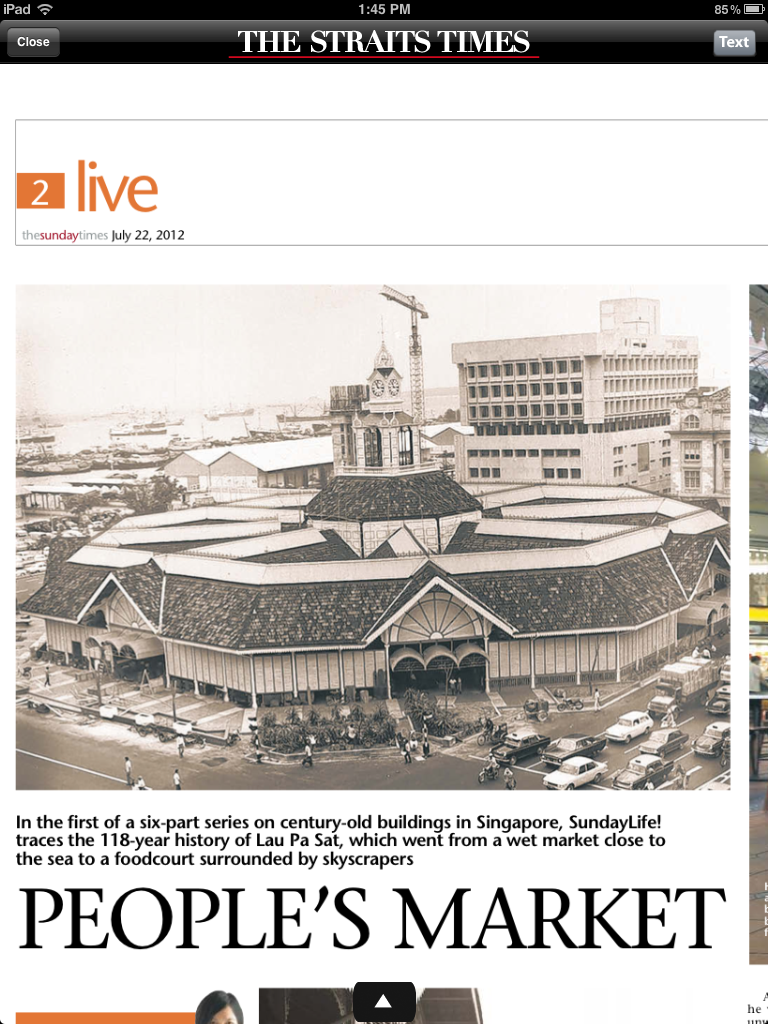 iPad
1:45 PM
85%
Close
THE STRAITS TIMES
Text
2 live
thesundaytimes July 22, 2012
In the first of a six-part series on century-old buildings in Singapore, SundayLife!
traces the 118-year history of Lau Pa Sat, which went from a wet market close to
the sea to a foodcourt surrounded by skyscrapers
PEOPLE'S MARKET
he